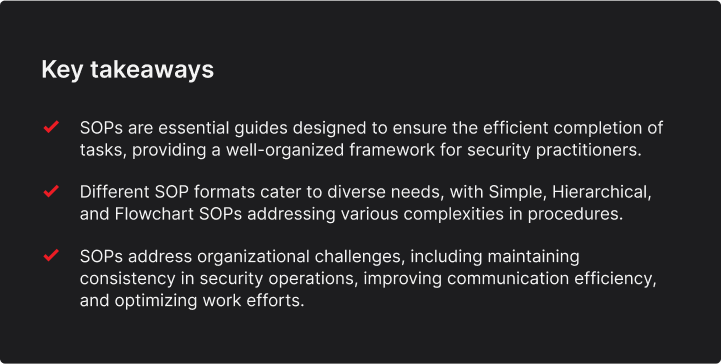 Key takeaways
SOPs are essential guides designed to ensure the efficient completion of
tasks, providing a well-organized framework for security practitioners.
Different SOP formats cater to diverse needs, with Simple, Hierarchical,
and Flowchart SOPs addressing various complexities in procedures.
SOPs address organizational challenges, including maintaining
consistency in security operations, improving communication efficiency,
and optimizing work efforts.